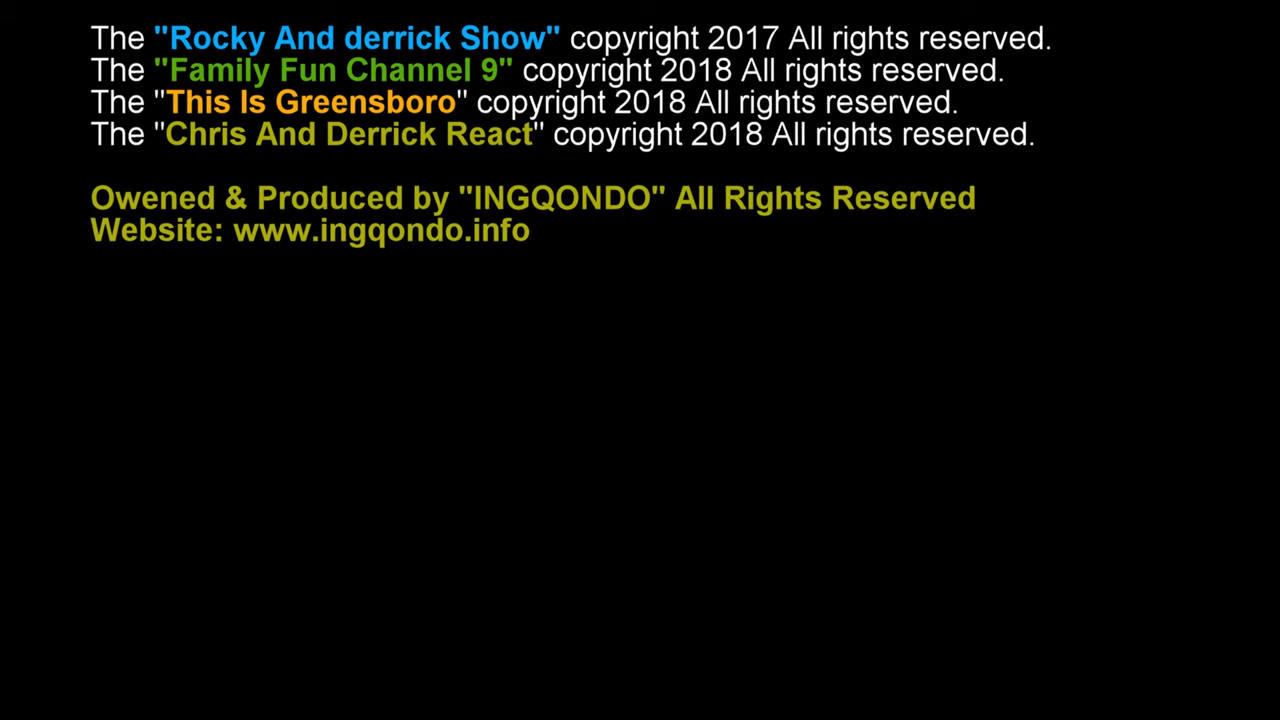 The "Rocky And derrick Show" copyright 2017 All rights reserved.
The "Family Fun Channel 9" copyright 2018 All rights reserved.
The "This Is Greensboro" copyright 2018 All rights reserved.
The "Chris And Derrick React" copyright 2018 All rights reserved.
Owened & Produced by "INGQONDO" All Rights Reserved
Website: www.ingqondo.info